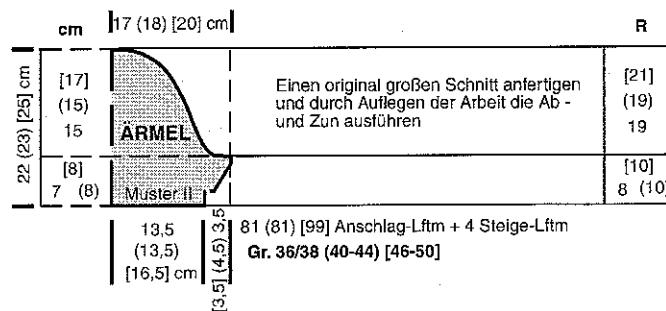 17 (18) [20] cm
cm
R
[17]
(15)
15
[8]
7 (8)
22 (23) [25] cm
ÄRMEL
Muster II
Einen original großen Schnitt anfertigen
und durch Auflegen der Arbeit die Ab -
und Zun ausführen
[21]
(19)
19
[10]
8 (10)
13,5
(13,5)
[16,5] cm
[3,5] (4,5) 3,5
81 (81) [99] Anschlag-Lftm + 4 Steige-Lftm
Gr. 36/38 (40-44) [46-50]